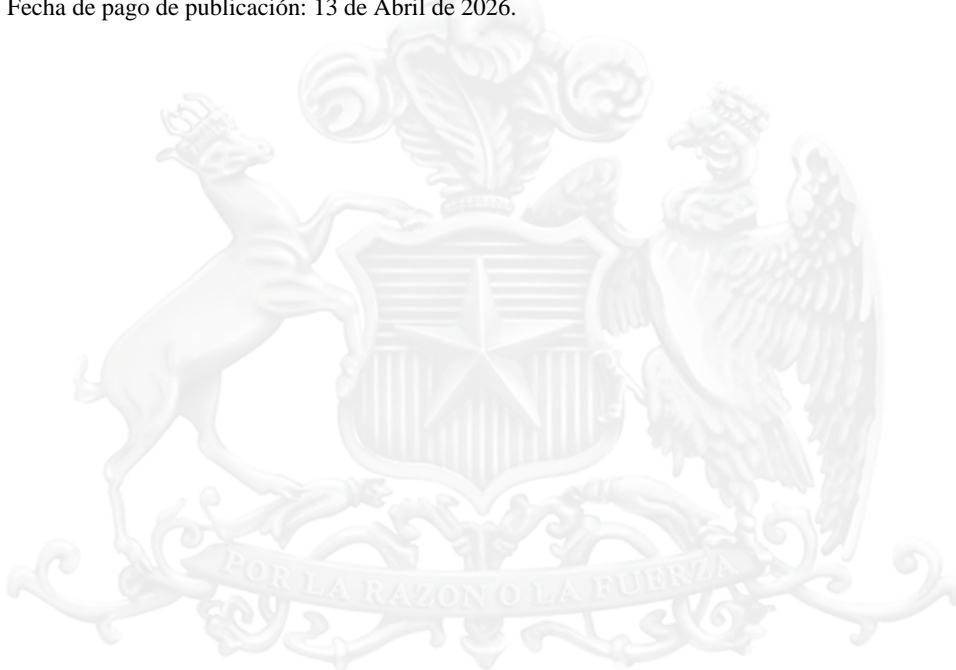 Fecha de pago de publicación: 13 de Abril de 2026.
POR LA RAZON O LA FUERZA